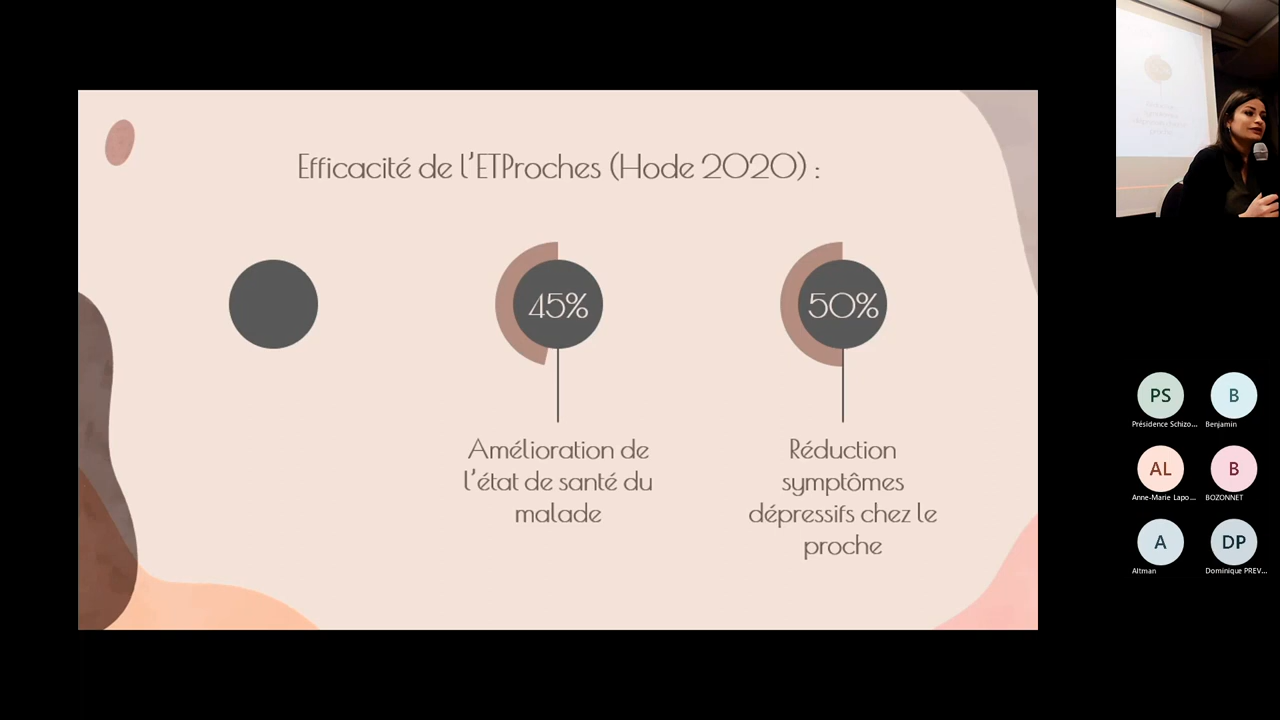 Efficacité de l'ETProches (Hode 2020) :
45%
50%
Amélioration de
l'état de santé du
malade
Réduction
symptômes
dépressifs chez le
proche
PS
B
Présidence Schizo...
Benjamin
AL
B
Anne-Marie Lapo...
BOZONNET
A
DP
Altman
Dominique PREV...